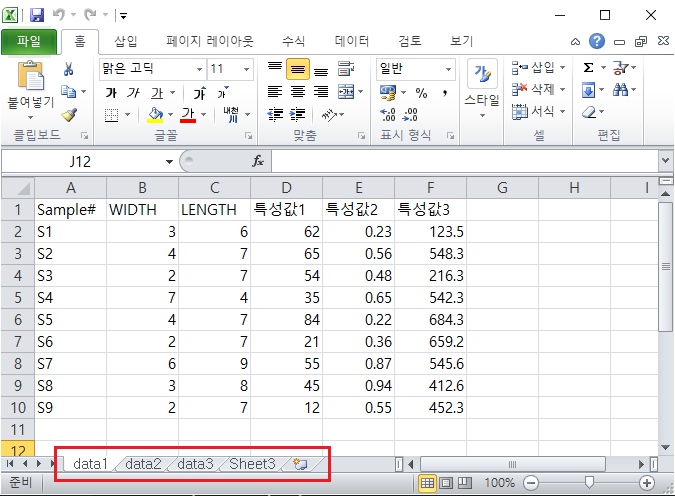 파일 홈 삽입 페이지 레이아웃 수식 데이터 검토 보기
붙여넣기
맑은 고딕 11
가 가 가 가 가
가 가 내천
일반
% ,
스타일
삽입
삭제
서식
Σ
클립보드 글꼴 맞춤 표시 형식 셀 편집
J12 fx
A B C D E F G H I
1 Sample# WIDTH LENGTH 특성값1 특성값2 특성값3
2 S1 3 6 62 0.23 123.5
3 S2 4 7 65 0.56 548.3
4 S3 2 7 54 0.48 216.3
5 S4 7 4 35 0.65 542.3
6 S5 4 7 84 0.22 684.3
7 S6 2 7 21 0.36 659.2
8 S7 6 9 55 0.87 545.6
9 S8 3 8 45 0.94 412.6
10 S9 2 7 12 0.55 452.3
11
12
data1 data2 data3 Sheet3
준비 100%